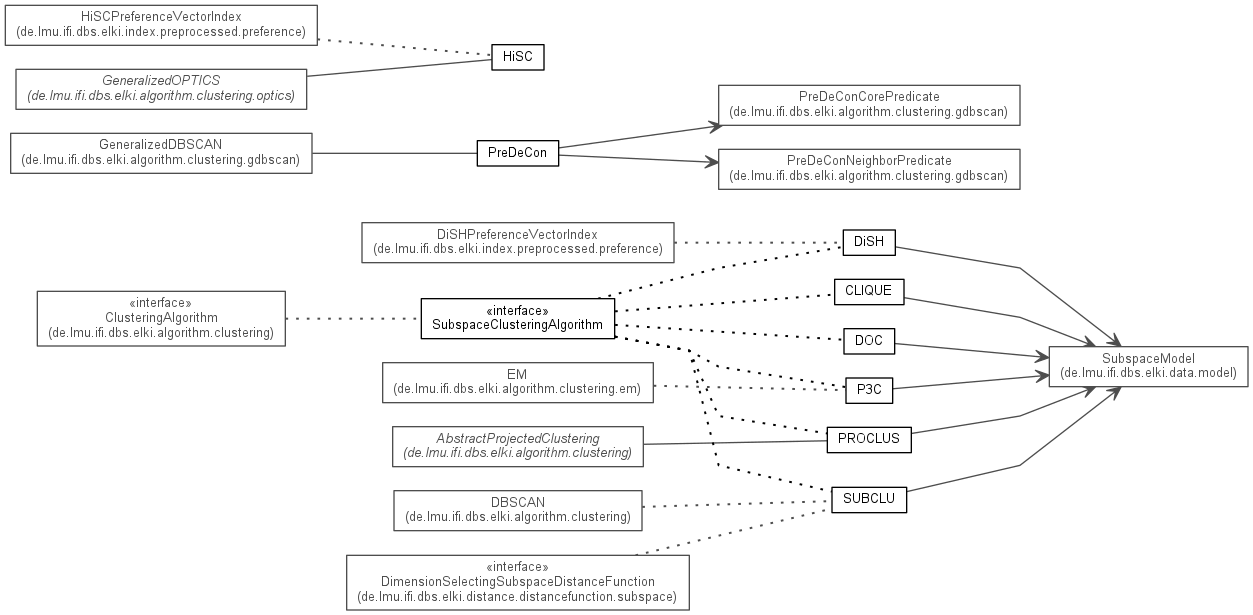 HiSCPreferenceVectorIndex
(de.lmu.ifi.dbs.elki.index.preprocessed.preference)
HiSC
GeneralizedOPTICS
(de.lmu.ifi.dbs.elki.algorithm.clustering.optics)
PreDeConCorePredicate
(de.lmu.ifi.dbs.elki.algorithm.clustering.gdbscan)
GeneralizedDBSCAN
(de.lmu.ifi.dbs.elki.algorithm.clustering.gdbscan)
PreDeCon
PreDeConNeighborPredicate
(de.lmu.ifi.dbs.elki.algorithm.clustering.gdbscan)
DiSHPreferenceVectorIndex
(de.lmu.ifi.dbs.elki.index.preprocessed.preference)
DiSH
CLIQUE
«interface»
ClusteringAlgorithm
(de.lmu.ifi.dbs.elki.algorithm.clustering)
«interface»
SubspaceClusteringAlgorithm
DOC
SubspaceModel
(de.lmu.ifi.dbs.elki.data.model)
EM
(de.lmu.ifi.dbs.elki.algorithm.clustering.em)
P3C
AbstractProjectedClustering
(de.lmu.ifi.dbs.elki.algorithm.clustering)
PROCLUS
DBSCAN
(de.lmu.ifi.dbs.elki.algorithm.clustering)
SUBCLU
«interface»
DimensionSelectingSubspaceDistanceFunction
(de.lmu.ifi.dbs.elki.distance.distancefunction.subspace)